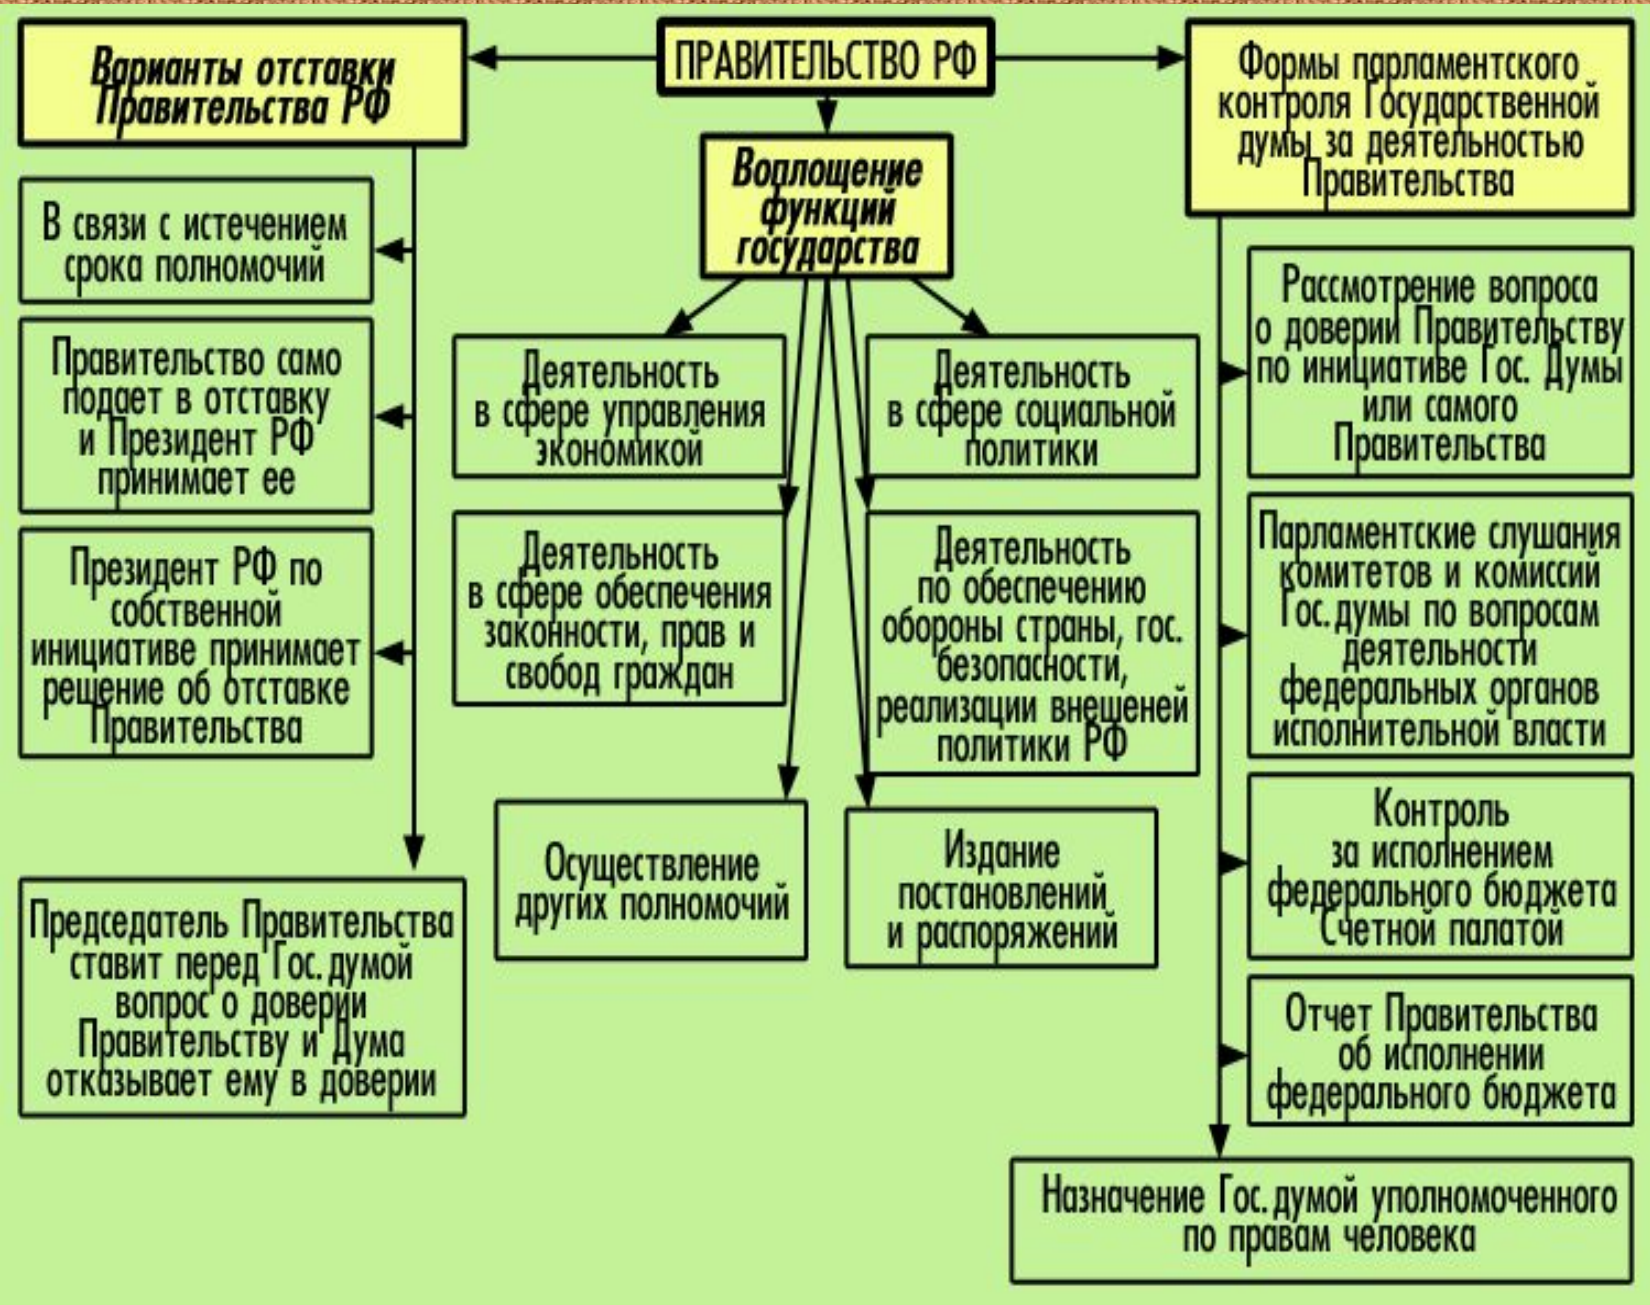 ПРАВИТЕЛЬСТВО РФ
Варианты отставки
Правительства РФ
В связи с истечением
срока полномочий
Правительство само
подает в отставку
и Президент РФ
принимает ее
Президент РФ по
собственной
инициативе принимает
решение об отставке
Правительства
Председатель Правительства
ставит перед Гос. думой
вопрос о доверии
Правительству и Дума
отказывает ему в доверии
Воплощение
функций
государства
Деятельность
в сфере управления
экономикой
Деятельность
в сфере социальной
политики
Деятельность
в сфере обеспечения
законности, прав и
свобод граждан
Деятельность
по обеспечению
обороны страны, гос.
безопасности,
реализации внешеней
политики РФ
Осуществление
других полномочий
Издание
постановлений
и распоряжений
Формы парламентского
контроля Государственной
думы за деятельностью
Правительства
Рассмотрение вопроса
о доверии Правительству
по инициативе Гос. Думы
или самого
Правительства
Парламентские слушания
комитетов и комиссий
Гос. думы по вопросам
деятельности
федеральных органов
исполнительной власти
Контроль
за исполнением
федерального бюджета
Счетной палатой
Отчет Правительства
об исполнении
федерального бюджета
Назначение Гос. думой уполномоченного
по правам человека